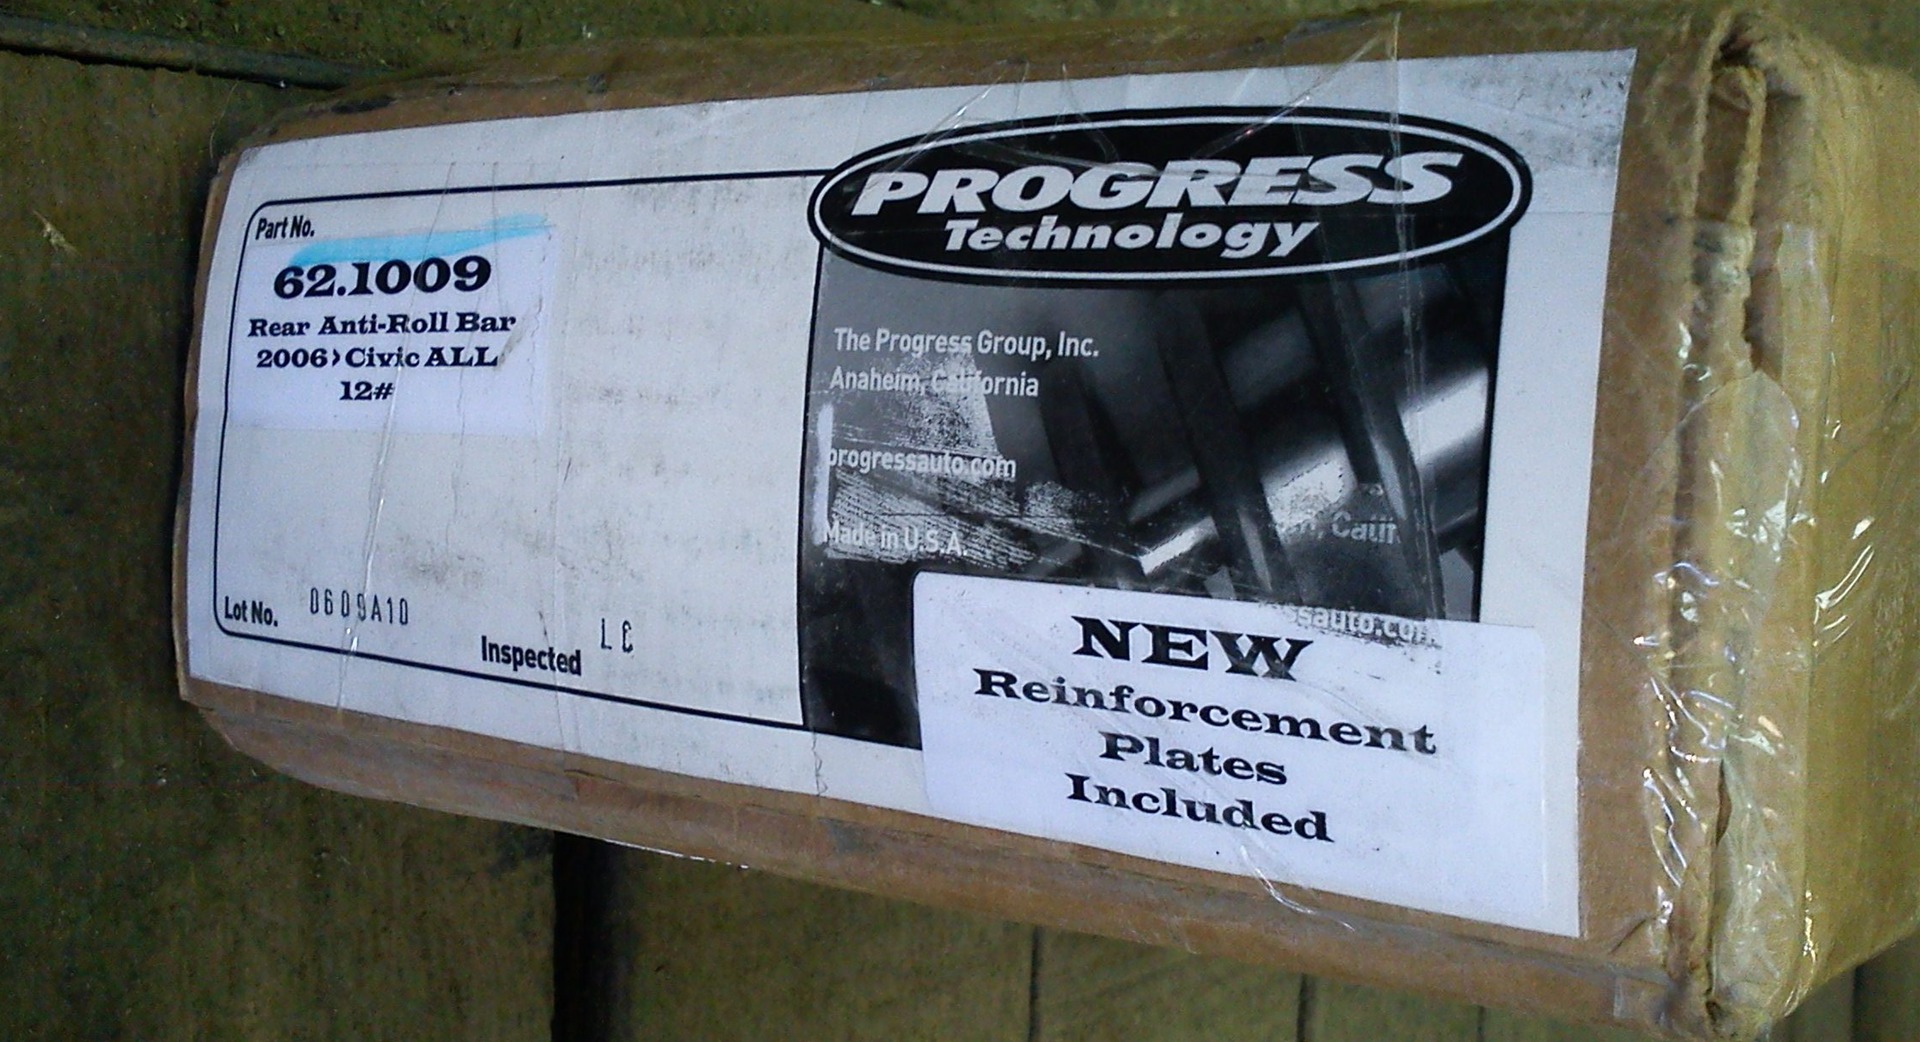 Part No.
62.1009
Rear Anti-Roll Bar
2006> Civic ALL
12#
Lot No. 0609A10
Inspected L C
PROGRESS
Technology
The Progress Group, Inc.
Anaheim, California
progressauto.com
Made in U.S.A.
NEW
Reinforcement
Plates
Included